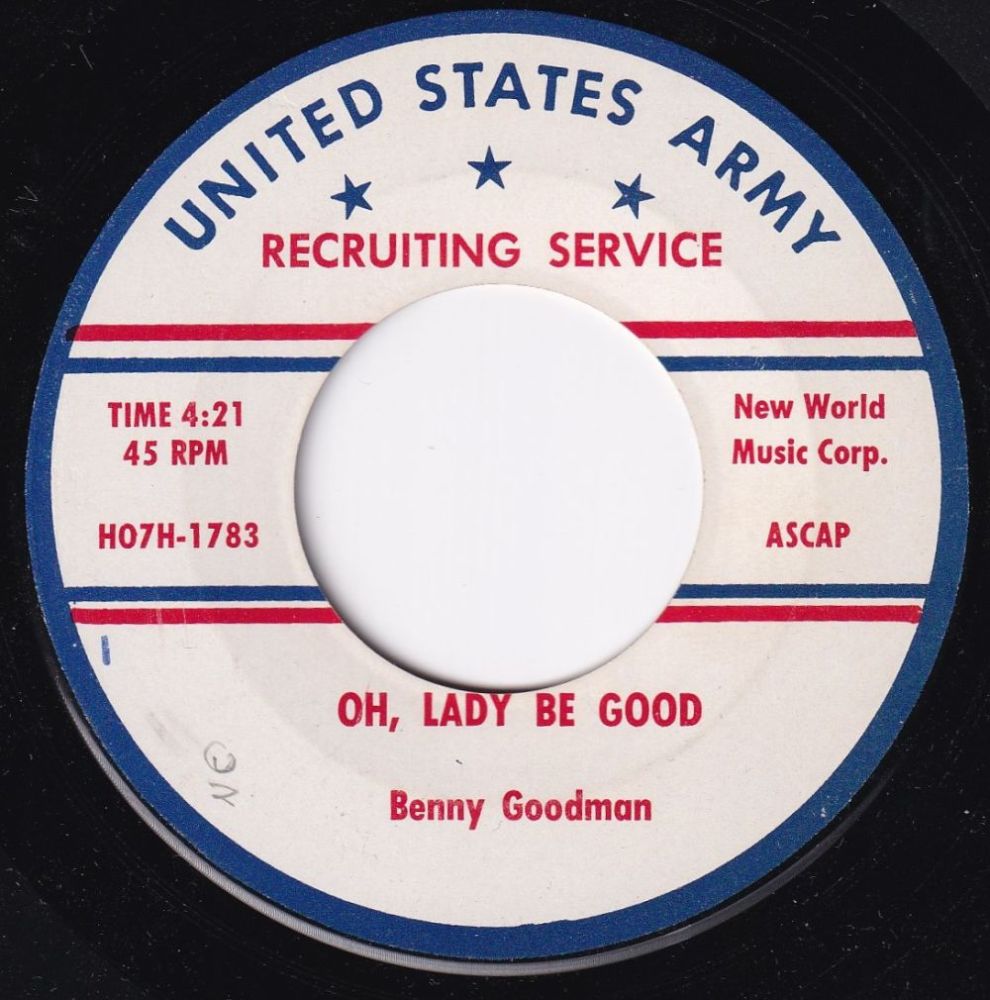 UNITED STATES ARMY
RECRUITING SERVICE
TIME 4:21
45 RPM
HO7H-1783
New World
Music Corp.
ASCAP
OH, LADY BE GOOD
Benny Goodman